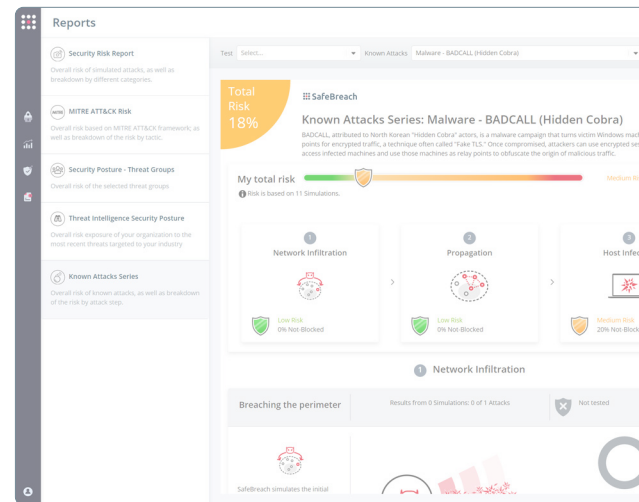 Reports
Security Risk Report
Overall risk of simulated attacks, as well as
breakdown by different categories.
MITRE ATT&CK Risk
Overall risk based on MITRE ATT&CK framework; as
well as breakdown of the risk by tactic.
Security Posture - Threat Groups
Overall risk of the selected threat groups
Threat Intelligence Security Posture
Overall risk exposure of your organization to the
most recent threats targeted to your industry
Known Attacks Series
Overall risk of known attacks, as well as breakdown
of the risk by attack step.
Test Select... Known Attacks Malware - BADCALL (Hidden Cobra)
Total
Risk
18%
SafeBreach
Known Attacks Series: Malware - BADCALL (Hidden Cobra)
BADCALL, attributed to North Korean "Hidden Cobra" actors, is a malware campaign that turns victim Windows mach
points for encrypted traffic, a technique often called "Fake TLS." Once compromised, attackers can use encrypted ses
access infected machines and use those machines as relay points to obfuscate the origin of malicious traffic.
My total risk
Medium Ris
Risk is based on 11 Simulations.
1 2 3
Network Infiltration Propagation Host Infec
Low Risk
0% Not-Blocked
Low Risk
0% Not-Blocked
Medium Risk
20% Not-Block
1 Network Infiltration
Breaching the perimeter Results from 0 Simulations: 0 of 1 Attacks Not tested
SafeBreach simulates the initial